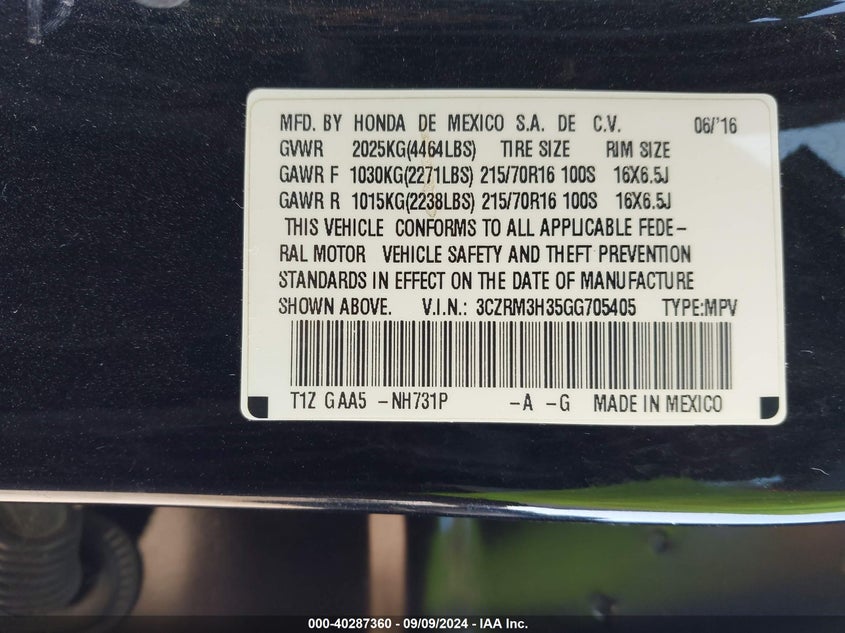 MFD. BY HONDA DE MEXICO S.A. DE C.V. 06/'16
GVWR 2025KG(4464LBS) TIRE SIZE RIM SIZE
GAWR F 1030KG(2271LBS) 215/70R16 100S 16X6.5J
GAWR R 1015KG(2238LBS) 215/70R16 100S 16X6.5J
THIS VEHICLE CONFORMS TO ALL APPLICABLE FEDE-
RAL MOTOR VEHICLE SAFETY AND THEFT PREVENTION
STANDARDS IN EFFECT ON THE DATE OF MANUFACTURE
SHOWN ABOVE. V.I.N.: 3CZRM3H35GG705405 TYPE:MPV
T1Z GAA5 -NH731P -A -G MADE IN MEXICO
000-40287360 - 09/09/2024 - IAA Inc.